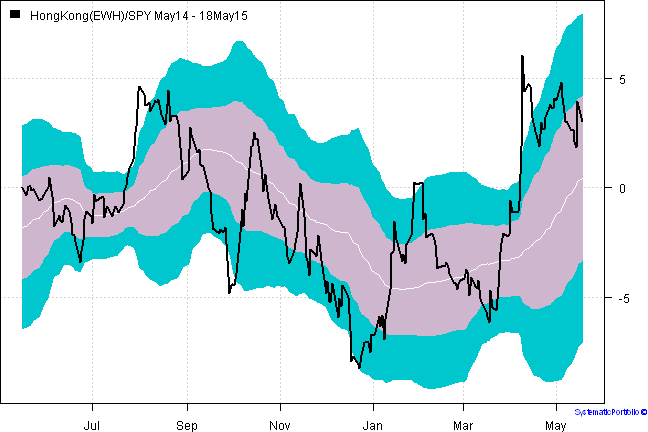 HongKong(EWH)/SPY May14 - 18May15
5
0
-5
Jul Sep Nov Jan Mar May
SystematicPortfolio ©